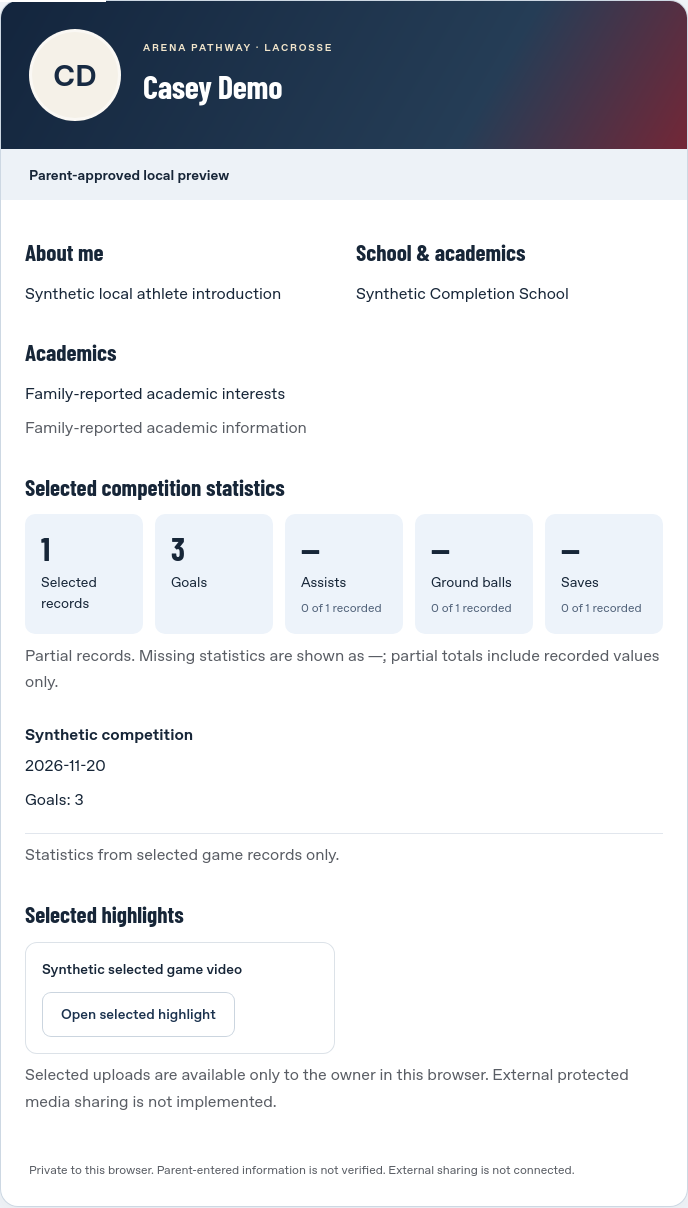 CD
ARENA PATHWAY · LACROSSE
Casey Demo
Parent-approved local preview
About me
Synthetic local athlete introduction
School & academics
Synthetic Completion School
Academics
Family-reported academic interests
Family-reported academic information
Selected competition statistics
1
Selected
records
3
Goals
—
Assists
0 of 1 recorded
—
Ground balls
0 of 1 recorded
—
Saves
0 of 1 recorded
Partial records. Missing statistics are shown as —; partial totals include recorded values
only.
Synthetic competition
2026-11-20
Goals: 3
Statistics from selected game records only.
Selected highlights
Synthetic selected game video
Open selected highlight
Selected uploads are available only to the owner in this browser. External protected
media sharing is not implemented.
Private to this browser. Parent-entered information is not verified. External sharing is not connected.